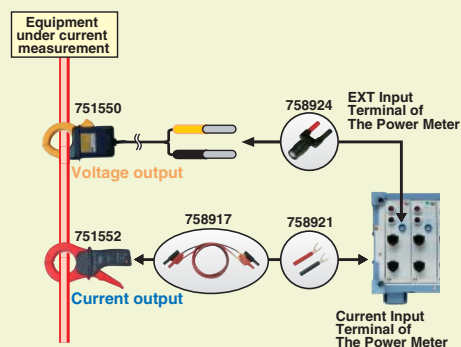 Equipment
under current
measurement
751550
758924
EXT Input
Terminal of
The Power Meter
Voltage output
751552
758917
758921
Current output
Current Input
Terminal of
The Power Meter